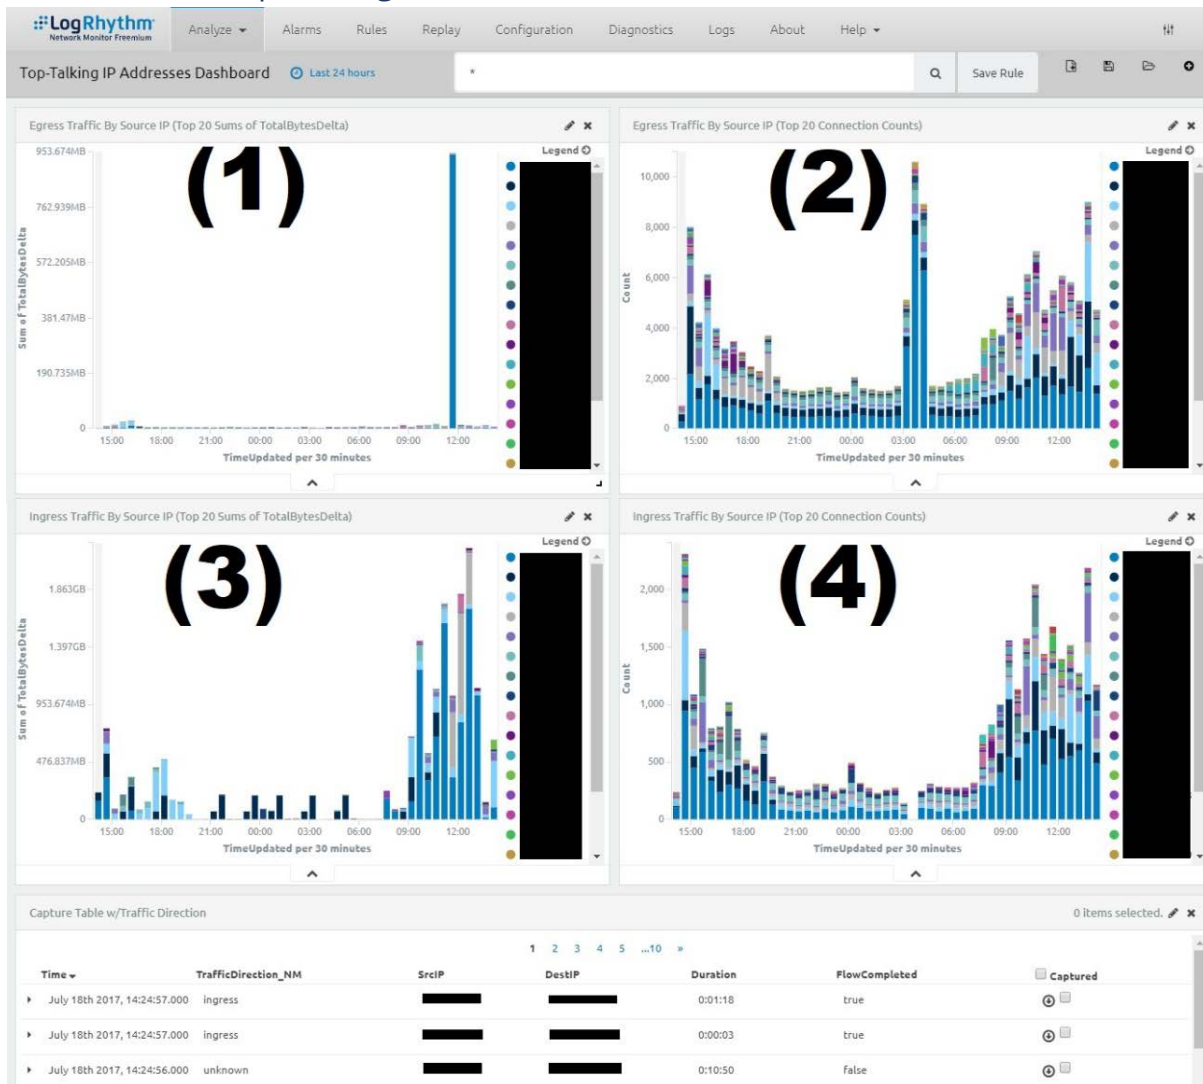 LogRhythm
Network Monitor Freemium
Analyze Alarms Rules Replay Configuration Diagnostics Logs About Help
Top-Talking IP Addresses Dashboard Last 24 hours * Save Rule
Egress Traffic By Source IP (Top 20 Sums of TotalBytesDelta)
Legend
(1)
953.674MB
762.939MB
572.205MB
381.47MB
190.735MB
0
Sum of TotalBytesDelta
15:00 18:00 21:00 00:00 03:00 06:00 09:00 12:00
TimeUpdated per 30 minutes
Egress Traffic By Source IP (Top 20 Connection Counts)
Legend
(2)
10,000
8,000
6,000
4,000
2,000
0
Count
15:00 18:00 21:00 00:00 03:00 06:00 09:00 12:00
TimeUpdated per 30 minutes
Ingress Traffic By Source IP (Top 20 Sums of TotalBytesDelta)
Legend
(3)
1.863GB
1.397GB
953.674MB
476.837MB
0
Sum of TotalBytesDelta
15:00 18:00 21:00 00:00 03:00 06:00 09:00 12:00
TimeUpdated per 30 minutes
Ingress Traffic By Source IP (Top 20 Connection Counts)
Legend
(4)
2,000
1,500
1,000
500
0
Count
15:00 18:00 21:00 00:00 03:00 06:00 09:00 12:00
TimeUpdated per 30 minutes
Capture Table w/Traffic Direction 0 items selected.
1 2 3 4 5 ...10 »
Time TrafficDirection_NM SrcIP DestIP Duration FlowCompleted Captured
July 18th 2017, 14:24:57.000 ingress 0:01:18 true
July 18th 2017, 14:24:57.000 ingress 0:00:03 true
July 18th 2017, 14:24:56.000 unknown 0:10:50 false